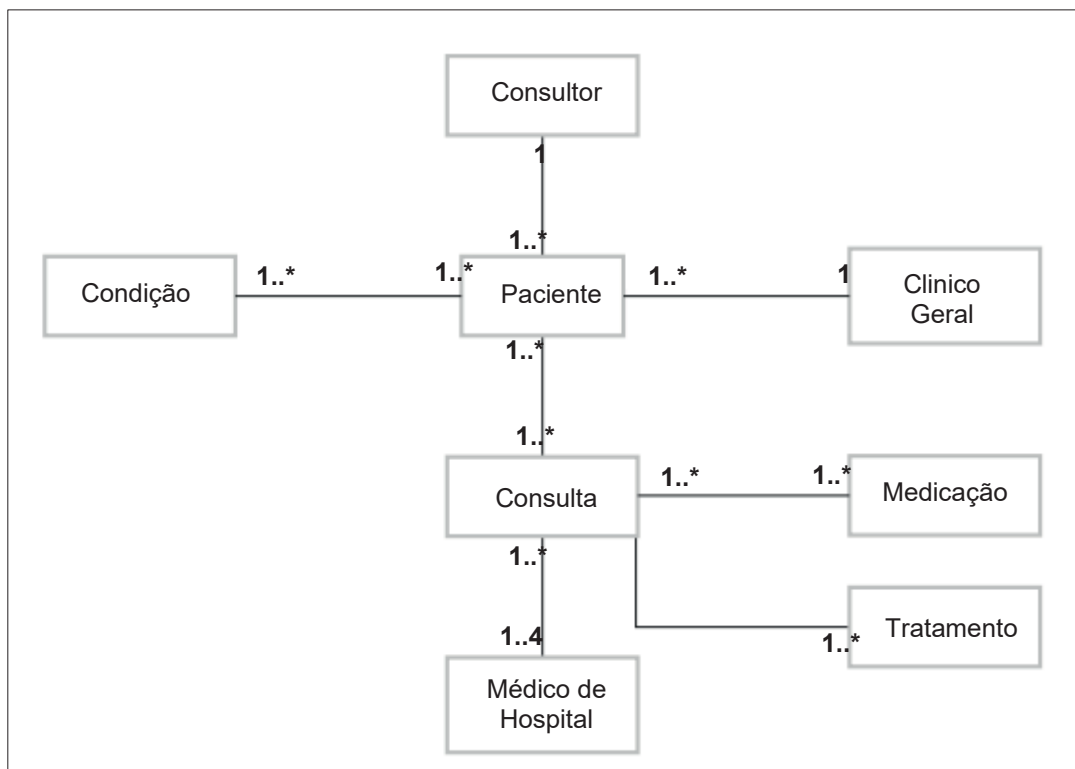 Consultor
1
1..*
Condição
1..*
1..*
Paciente
1..*
1
Clinico
Geral
1..*
1..*
Consulta
1..*
1..*
Medicação
1..*
1..4
Médico de
Hospital
1..*
Tratamento